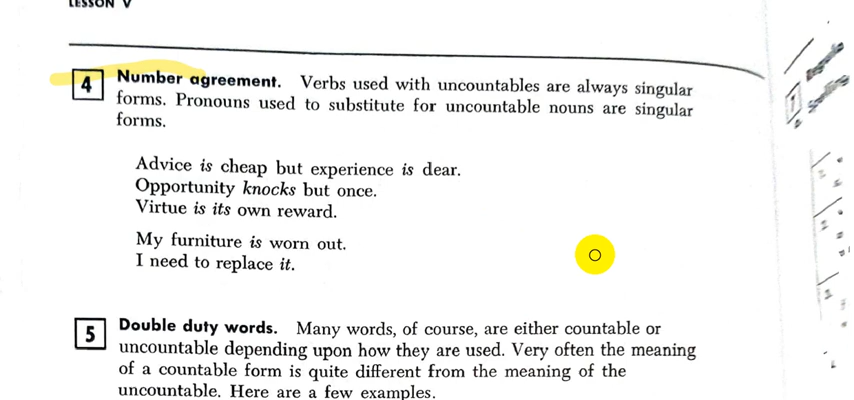 LESSON V
4 Number agreement. Verbs used with uncountables are always singular
forms. Pronouns used to substitute for uncountable nouns are singular
forms.
Advice is cheap but experience is dear.
Opportunity knocks but once.
Virtue is its own reward.
My furniture is worn out.
I need to replace it.
5 Double duty words. Many words, of course, are either countable or
uncountable depending upon how they are used. Very often the meaning
of a countable form is quite different from the meaning of the
uncountable. Here are a few examples.